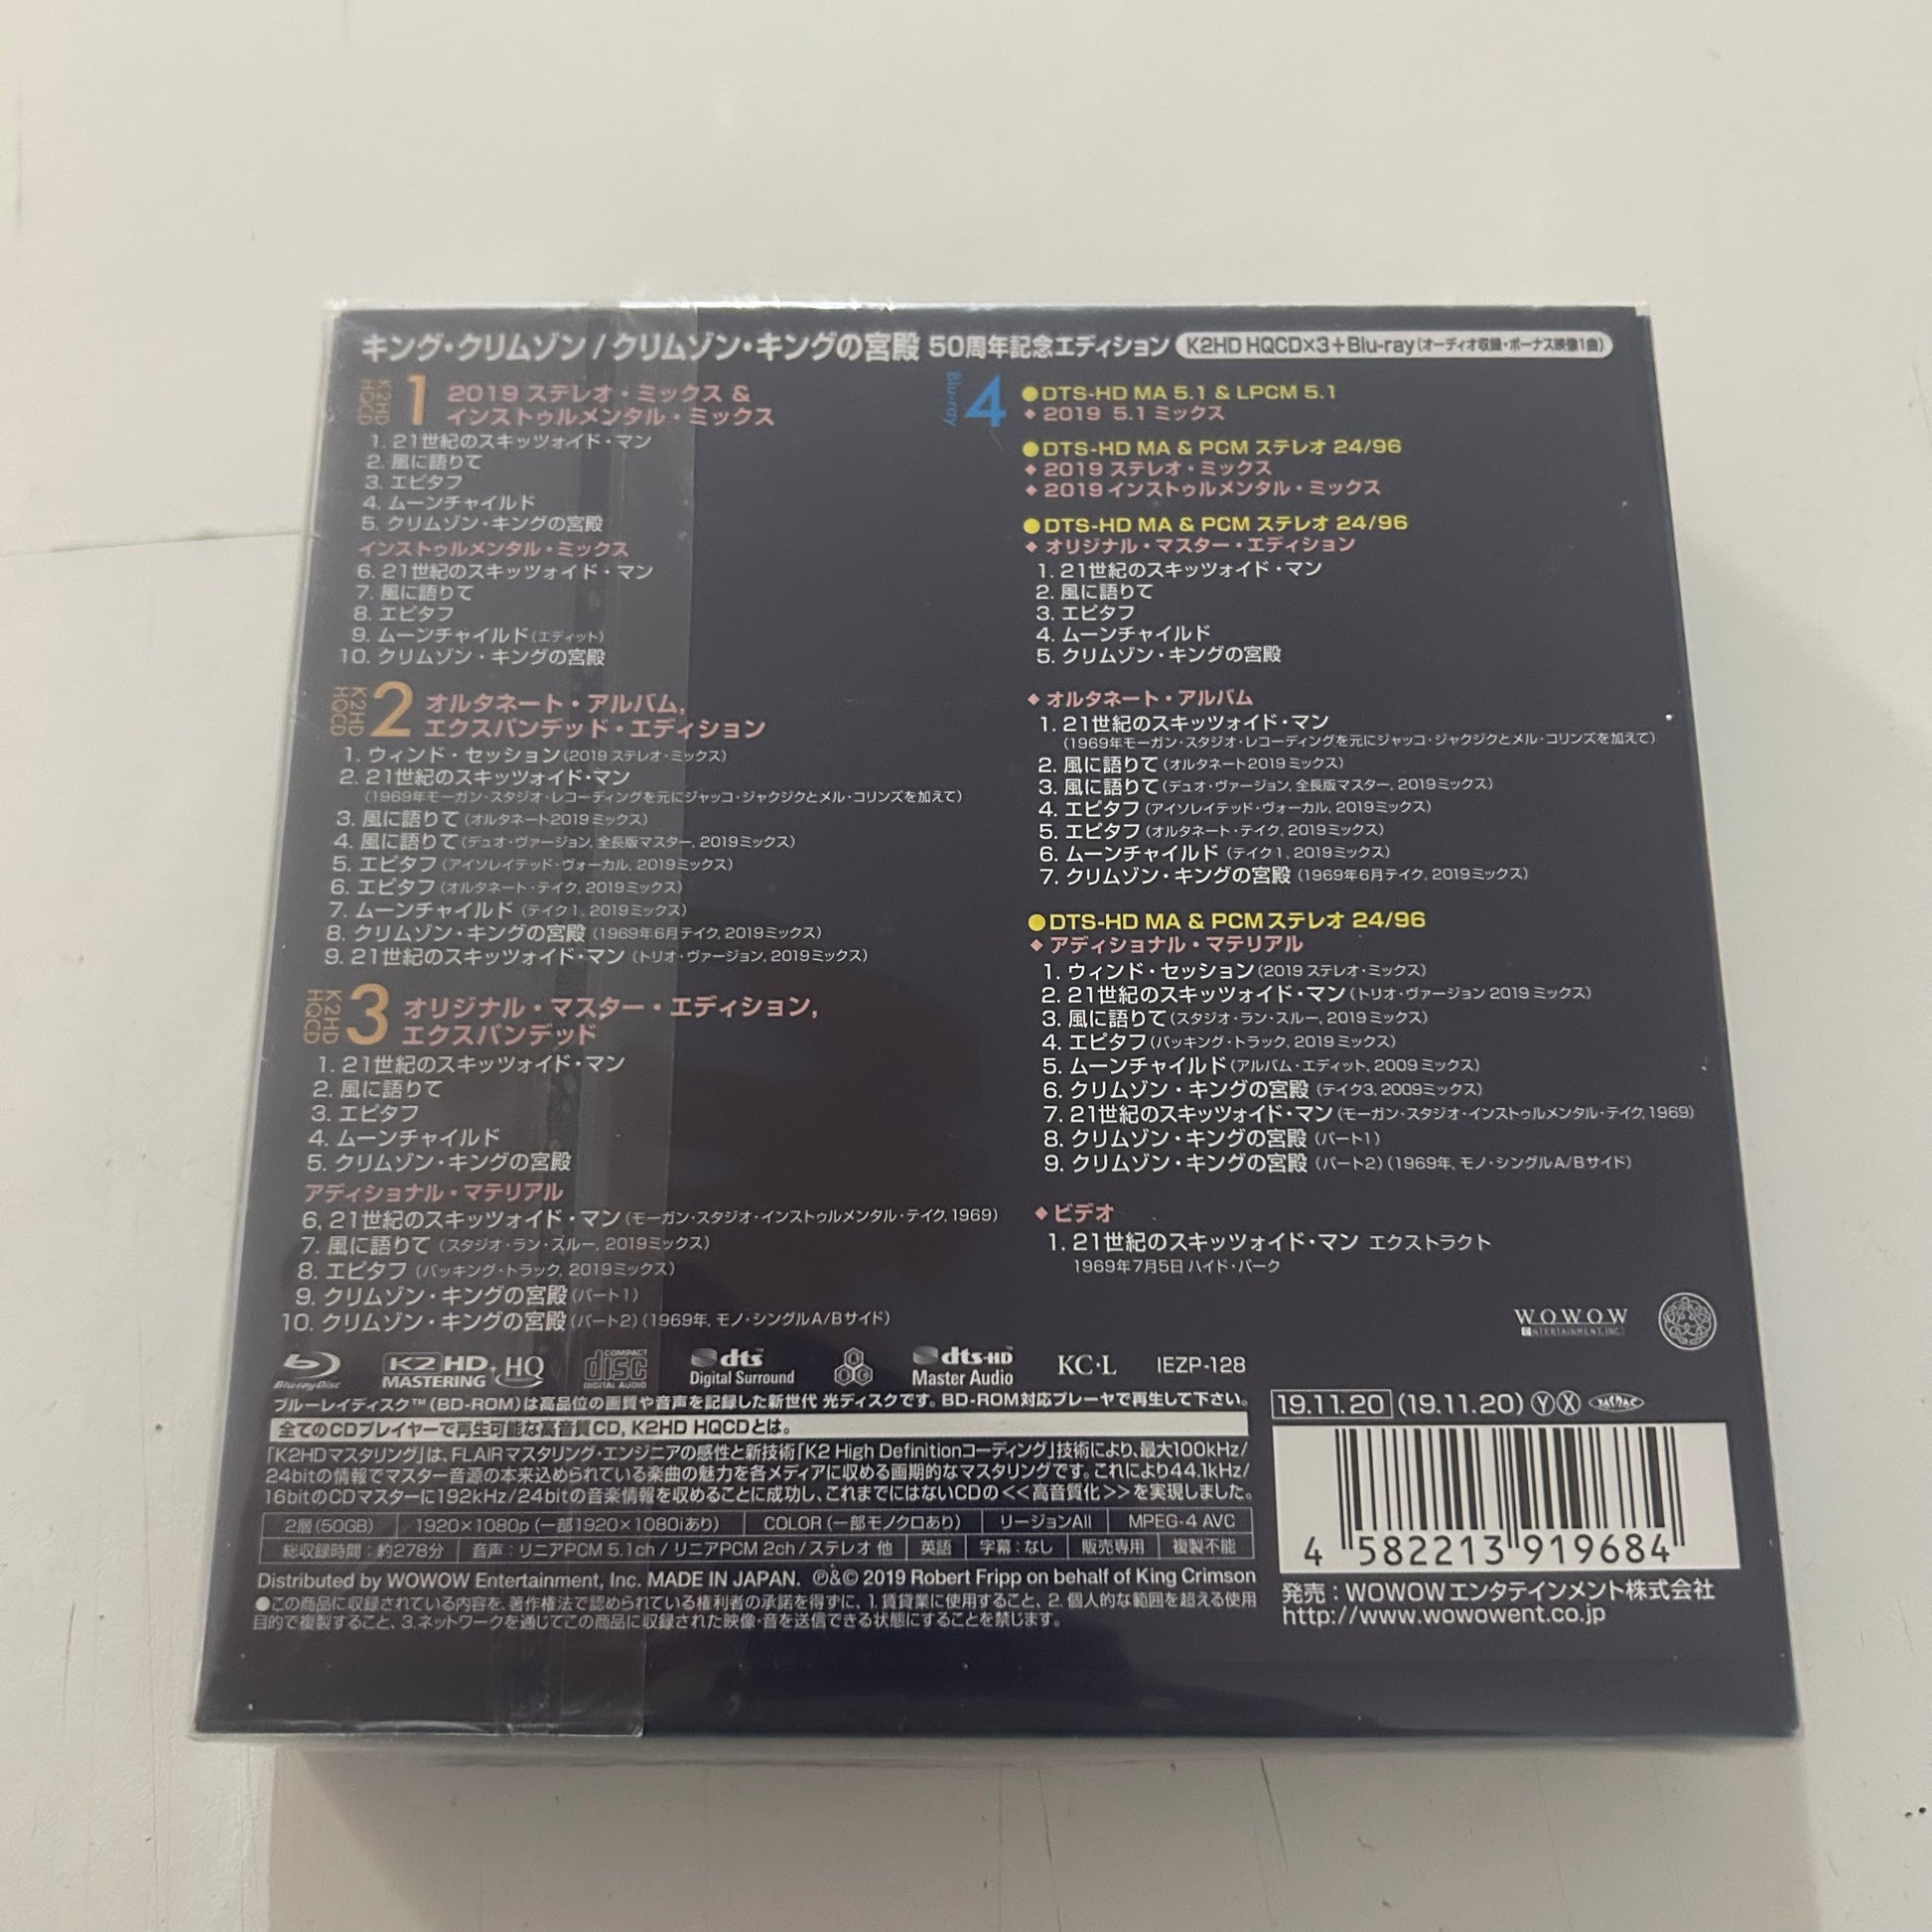 キング・クリムゾン / クリムゾン・キングの宮殿 50周年記念エディション K2HD HQCD×3+Blu-ray(オーディオ収録・ボーナス映像1曲)
K2HD HQCD 1 2019 ステレオ・ミックス &
インストゥルメンタル・ミックス
1. 21世紀のスキッツォイド・マン
2. 風に語りて
3. エピタフ
4. ムーンチャイルド
5. クリムゾン・キングの宮殿
インストゥルメンタル・ミックス
6. 21世紀のスキッツォイド・マン
7. 風に語りて
8. エピタフ
9. ムーンチャイルド(エディット)
10. クリムゾン・キングの宮殿
K2HD HQCD 2 オルタネート・アルバム,
エクスパンデッド・エディション
1. ウィンド・セッション(2019 ステレオ・ミックス)
2. 21世紀のスキッツォイド・マン
(1969年モーガン・スタジオ・レコーディングを元にジャッコ・ジャクジクとメル・コリンズを加えて)
3. 風に語りて(オルタネート2019ミックス)
4. 風に語りて(デュオ・ヴァージョン, 全長版マスター, 2019ミックス)
5. エピタフ(アイソレイテッド・ヴォーカル, 2019ミックス)
6. エピタフ(オルタネート・テイク, 2019ミックス)
7. ムーンチャイルド (テイク1, 2019ミックス)
8. クリムゾン・キングの宮殿 (1969年6月テイク, 2019ミックス)
9. 21世紀のスキッツォイド・マン (トリオ・ヴァージョン, 2019ミックス)
K2HD HQCD 3 オリジナル・マスター・エディション,
エクスパンデッド
1. 21世紀のスキッツォイド・マン
2. 風に語りて
3. エピタフ
4. ムーンチャイルド
5. クリムゾン・キングの宮殿
アディショナル・マテリアル
6, 21世紀のスキッツォイド・マン(モーガン・スタジオ・インストゥルメンタル・テイク, 1969)
7. 風に語りて (スタジオ・ラン・スルー, 2019ミックス)
8. エピタフ (バッキング・トラック, 2019ミックス)
9. クリムゾン・キングの宮殿(パート1)
10. クリムゾン・キングの宮殿(パート2)(1969年, モノ・シングルA/Bサイド)
Blu-ray 4 ●DTS-HD MA 5.1 & LPCM 5.1
◆ 2019 5.1 ミックス
●DTS-HD MA & PCM ステレオ 24/96
◆ 2019 ステレオ・ミックス
◆ 2019 インストゥルメンタル・ミックス
●DTS-HD MA & PCM ステレオ 24/96
◆ オリジナル・マスター・エディション
1. 21世紀のスキッツォイド・マン
2. 風に語りて
3. エピタフ
4. ムーンチャイルド
5. クリムゾン・キングの宮殿
◆ オルタネート・アルバム
1. 21世紀のスキッツォイド・マン
(1969年モーガン・スタジオ・レコーディングを元にジャッコ・ジャクジクとメル・コリンズを加えて)
2. 風に語りて(オルタネート2019ミックス)
3. 風に語りて(デュオ・ヴァージョン, 全長版マスター, 2019ミックス)
4. エピタフ(アイソレイテッド・ヴォーカル, 2019ミックス)
5. エピタフ(オルタネート・テイク, 2019ミックス)
6. ムーンチャイルド (テイク1, 2019ミックス)
7. クリムゾン・キングの宮殿 (1969年6月テイク, 2019ミックス)
●DTS-HD MA & PCM ステレオ 24/96
◆ アディショナル・マテリアル
1. ウィンド・セッション(2019 ステレオ・ミックス)
2. 21世紀のスキッツォイド・マン(トリオ・ヴァージョン 2019 ミックス)
3. 風に語りて(スタジオ・ラン・スルー, 2019ミックス)
4. エピタフ(バッキング・トラック, 2019 ミックス)
5. ムーンチャイルド(アルバム・エディット, 2009ミックス)
6. クリムゾン・キングの宮殿 (テイク3, 2009ミックス)
7. 21世紀のスキッツォイド・マン(モーガン・スタジオ・インストゥルメンタル・テイク, 1969)
8. クリムゾン・キングの宮殿 (パート1)
9. クリムゾン・キングの宮殿 (パート2)(1969年, モノ・シングルA/Bサイド)
◆ ビデオ
1. 21世紀のスキッツォイド・マン エクストラクト
1969年7月5日 ハイド・パーク
WOWOW
ENTERTAINMENT, INC.
Blu-ray Disc K2 HD MASTERING + HQ COMPACT disc DIGITAL AUDIO dts Digital Surround dts-HD Master Audio KC・L IEZP-128
ブルーレイディスク™(BD-ROM)は高品位の画質や音声を記録した新世代 光ディスクです。BD-ROM対応プレーヤで再生して下さい。
全てのCDプレイヤーで再生可能な高音質CD, K2HD HQCDとは。
「K2HDマスタリング」は、FLAIRマスタリング・エンジニアの感性と新技術「K2 High Definitionコーディング」技術により、最大100kHz/
24bitの情報でマスター音源の本来込められている楽曲の魅力を各メディアに収める画期的なマスタリングです。これにより44.1kHz/
16bitのCDマスターに192kHz/24bitの音楽情報を収めることに成功し、これまでにはないCDの<<高音質化>>を実現しました。
2層(50GB) 1920×1080p(一部1920×1080iあり) COLOR(一部モノクロあり) リージョンAll MPEG-4 AVC
総収録時間:約278分 音声:リニアPCM 5.1ch / リニアPCM 2ch/ステレオ 他 英語 字幕:なし 販売専用 複製不能
Distributed by WOWOW Entertainment, Inc. MADE IN JAPAN. ℗&© 2019 Robert Fripp on behalf of King Crimson
●この商品に収録されている内容を、著作権法で認められている権利者の承諾を得ずに、1.賃貸業に使用すること、2. 個人的な範囲を超える使用
目的で複製すること、3.ネットワークを通じてこの商品に収録された映像・音を送信できる状態にすることを禁じます。
19.11.20 (19.11.20) Ⓨ Ⓧ
4 582213 919684
発売:WOWOWエンタテインメント株式会社
http://www.wowowent.co.jp